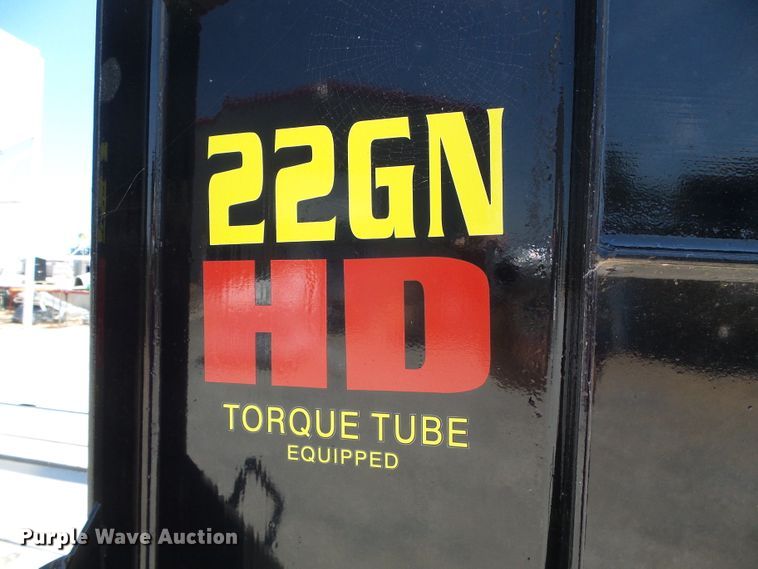 22GN
HD
TORQUE TUBE
EQUIPPED
Purple Wave Auction